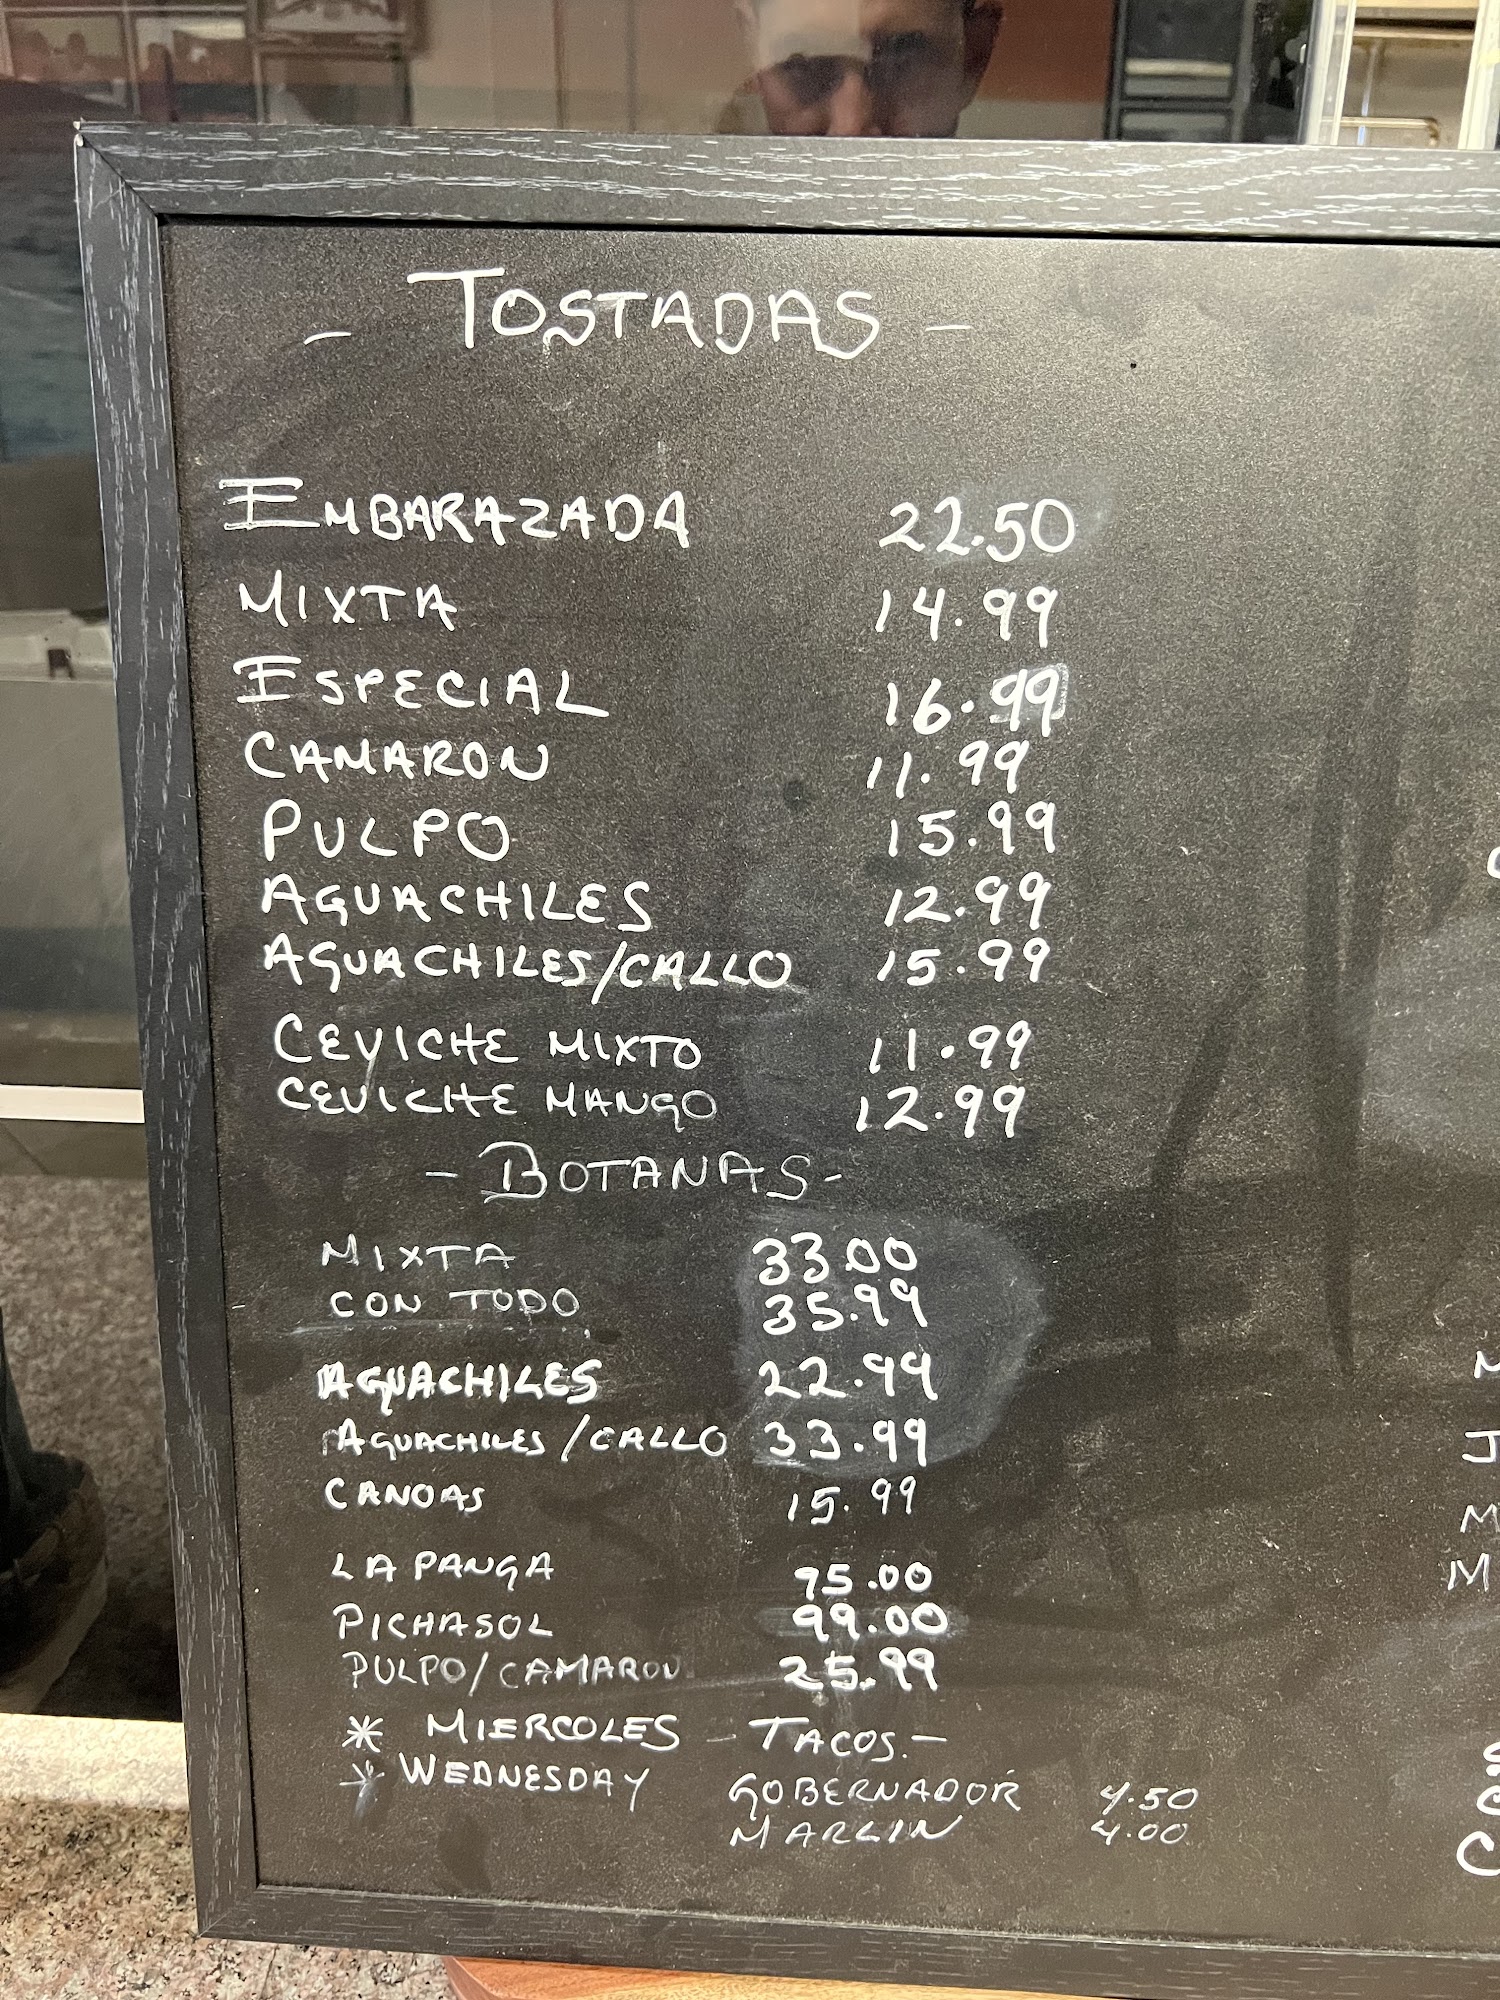 - TOSTADAS -
EMBARAZADA 22.50
MIXTA 14.99
ESPECIAL 16.99
CAMARON 11.99
PULPO 15.99
AGUACHILES 12.99
AGUACHILES/CALLO 15.99
CEVICHE MIXTO 11.99
CEVICHE MANGO 12.99
- BOTANAS -
MIXTA 33.00
CON TODO 35.99
AGUACHILES 22.99
AGUACHILES/CALLO 33.99
CANOAS 15.99
LA PANGA 95.00
PICHASOL 99.00
PULPO/CAMARON 25.99
* MIERCOLES - TACOS. -
* WEDNESDAY
GOBERNADOR 4.50
MARLIN 4.00